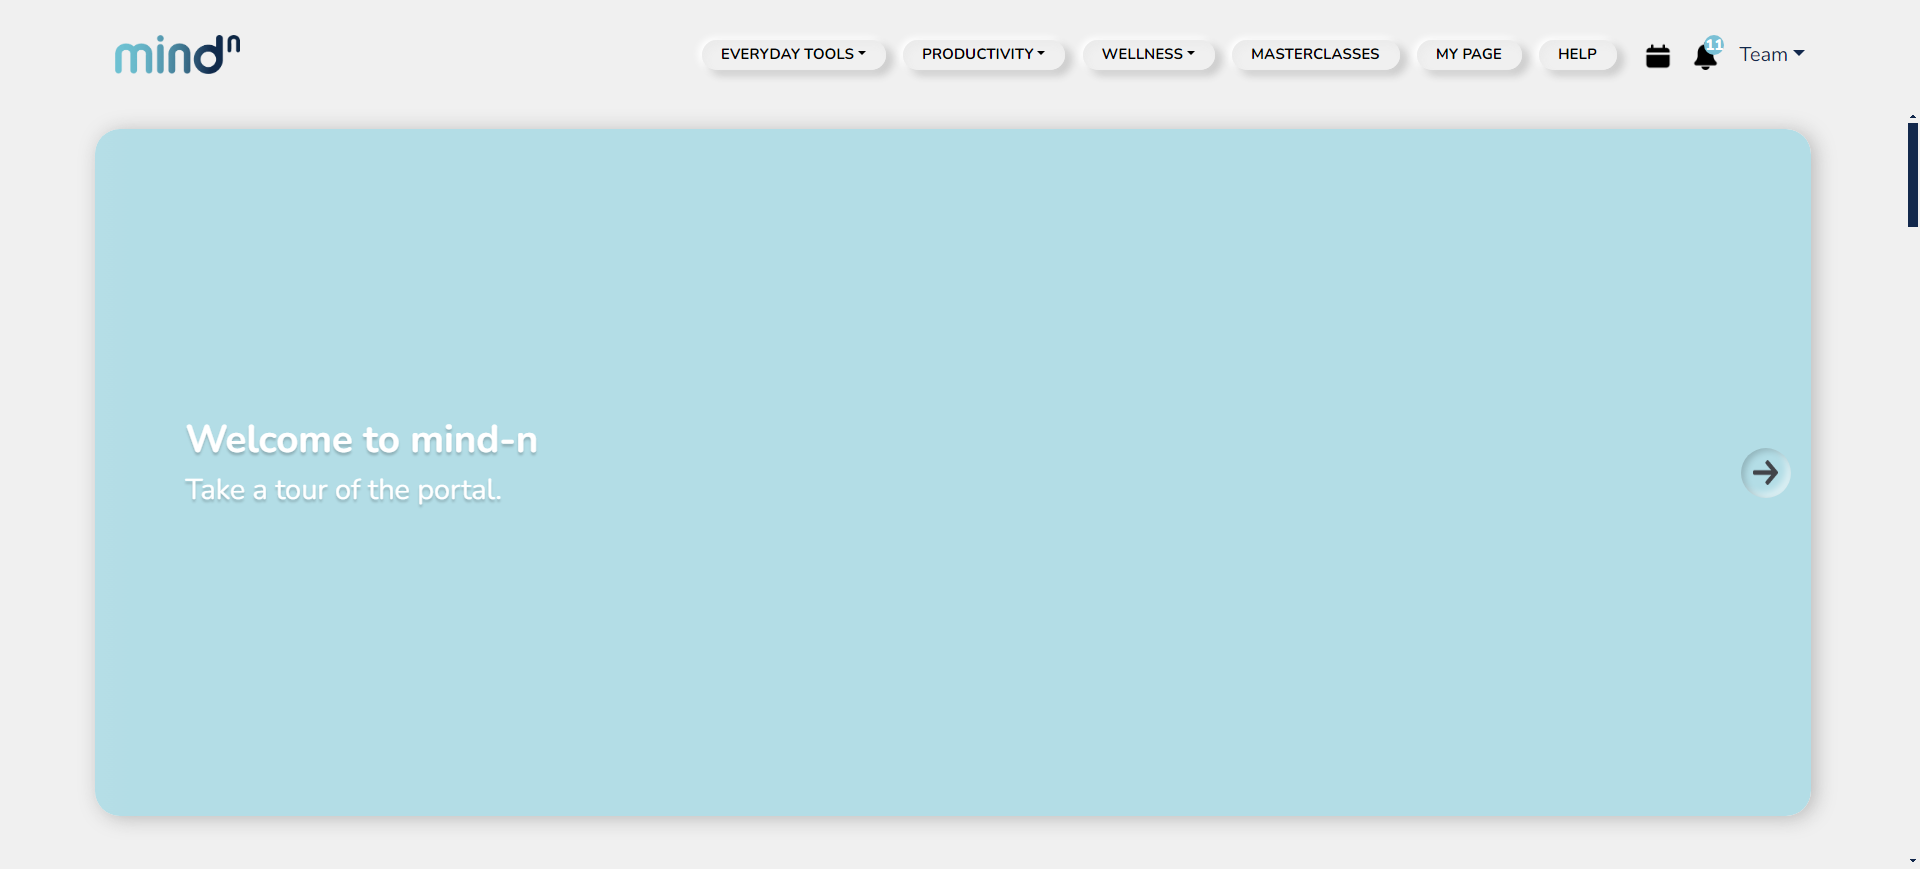 mind^n
EVERYDAY TOOLS
PRODUCTIVITY
WELLNESS
MASTERCLASSES
MY PAGE
HELP
11
Team
Welcome to mind-n
Take a tour of the portal.